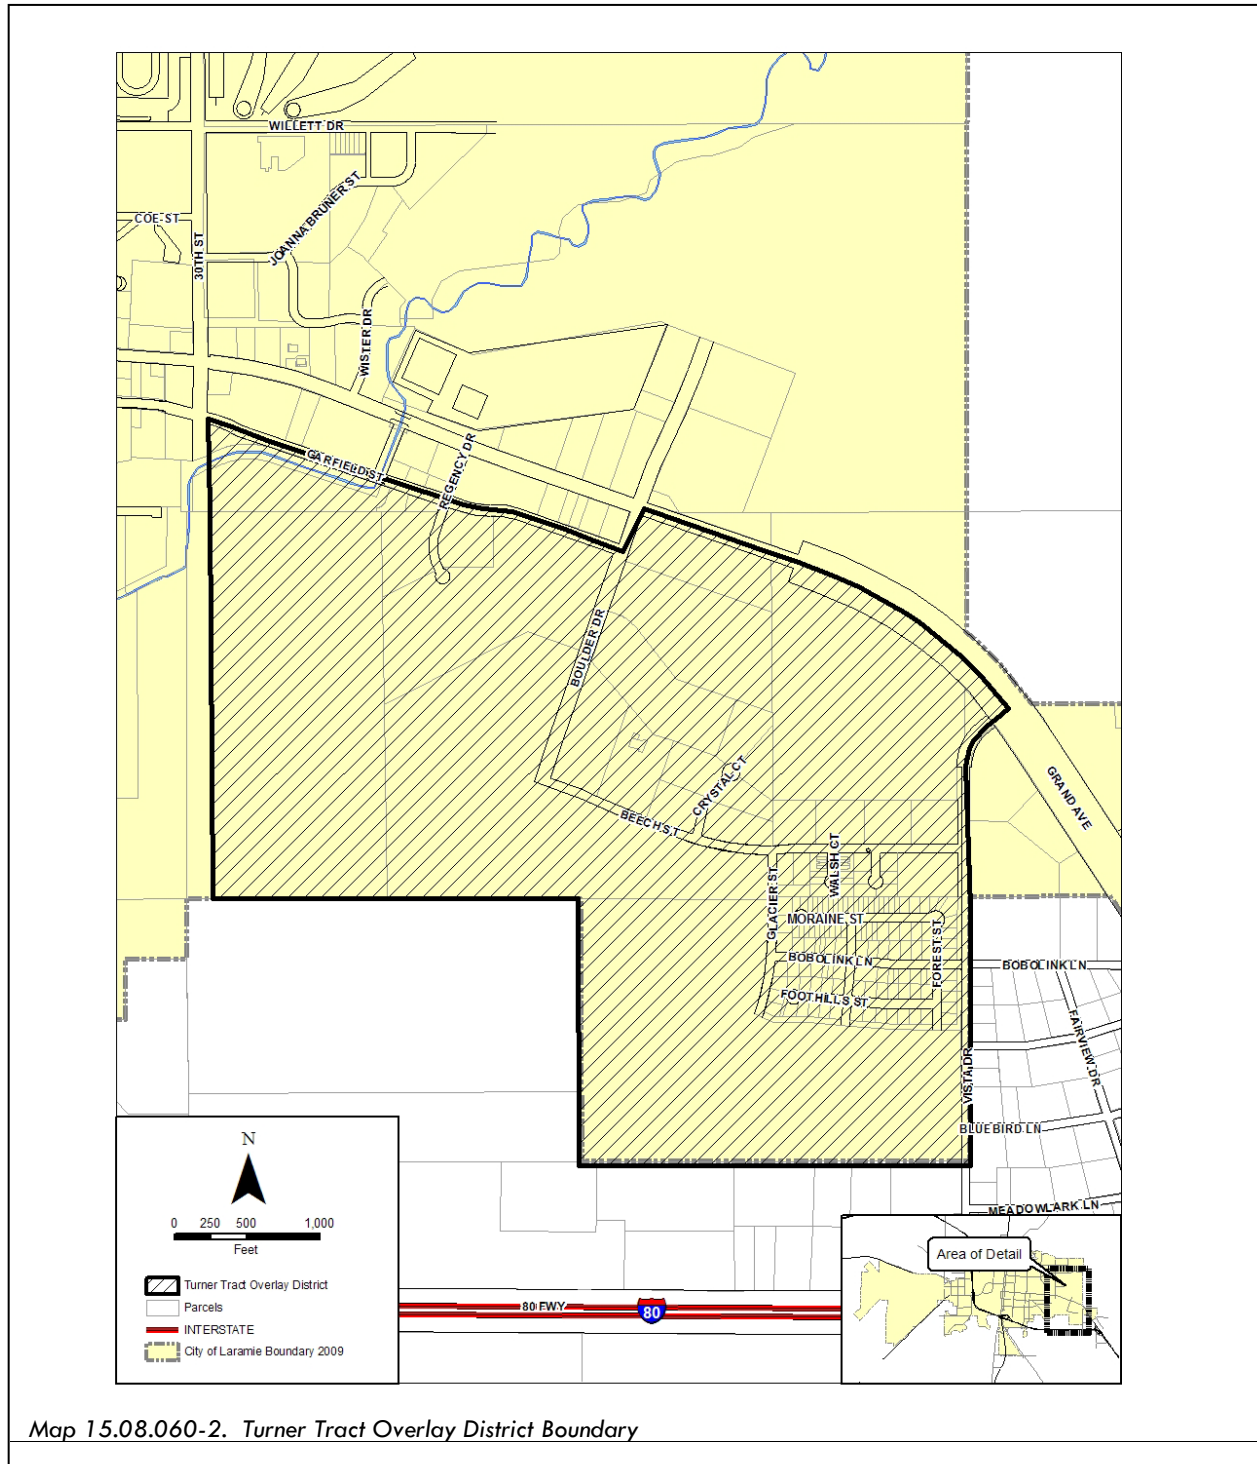 WILLETT DR
JOANNA BRUNER ST
COE ST
30TH ST
WISTER DR
GARFIELD ST
REGENCY DR
BOULDER DR
CRYSTAL CT
BEECH ST
GRAND AVE
GLACIER ST
WALSH CT
MORAINE ST
FOREST ST
BOBOLINK LN
BOBOLINK LN
FOOTHILLS ST
FAIRVIEW DR
VISTA DR
BLUEBIRD LN
MEADOWLARK LN
N
0 250 500 1,000
Feet
Turner Tract Overlay District
Parcels
INTERSTATE
City of Laramie Boundary 2009
80 FWY
80
Area of Detail
Map 15.08.060-2. Turner Tract Overlay District Boundary